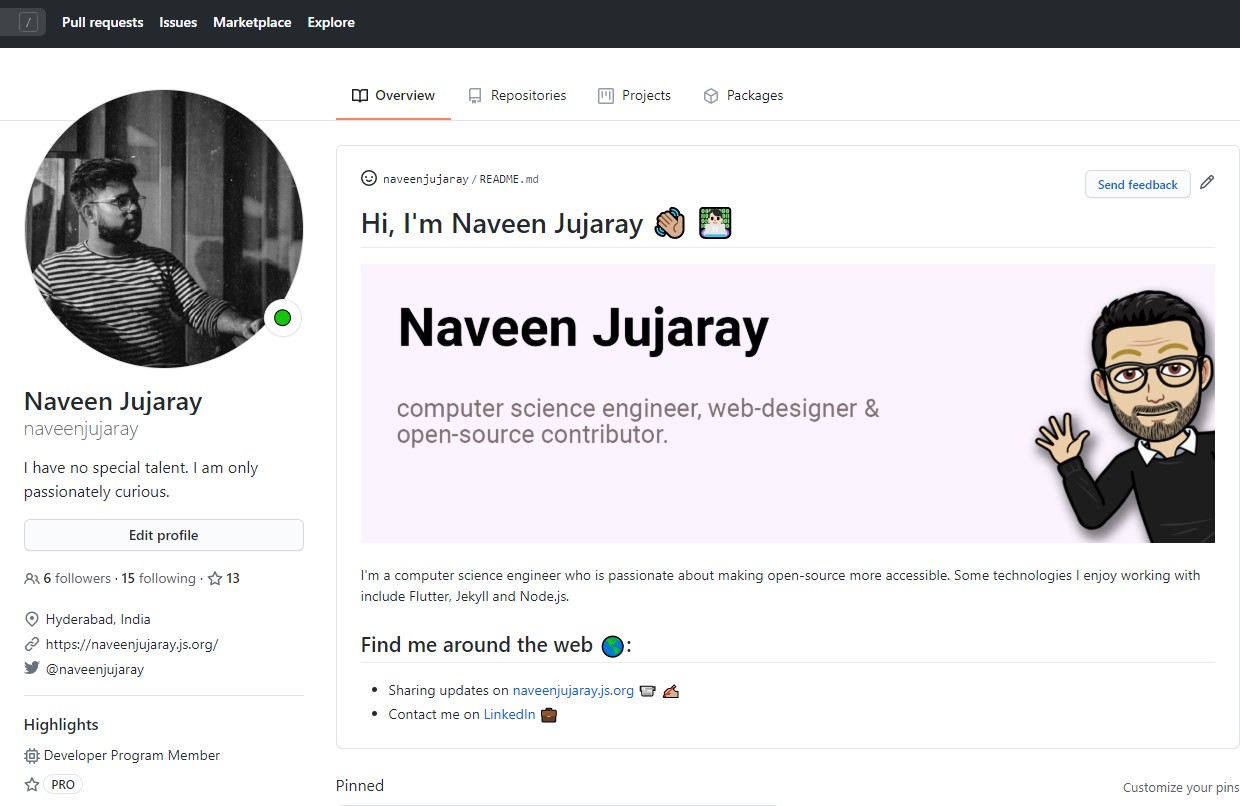 /
Pull requests Issues Marketplace Explore
Overview Repositories Projects Packages
naveenjujaray / README.md
Send feedback
Hi, I'm Naveen Jujaray
Naveen Jujaray
computer science engineer, web-designer &
open-source contributor.
Naveen Jujaray
naveenjujaray
I have no special talent. I am only
passionately curious.
Edit profile
6 followers · 15 following · 13
Hyderabad, India
https://naveenjujaray.js.org/
@naveenjujaray
Highlights
Developer Program Member
PRO
I'm a computer science engineer who is passionate about making open-source more accessible. Some technologies I enjoy working with
include Flutter, Jekyll and Node.js.
Find me around the web :
Sharing updates on naveenjujaray.js.org
Contact me on LinkedIn
Pinned
Customize your pins